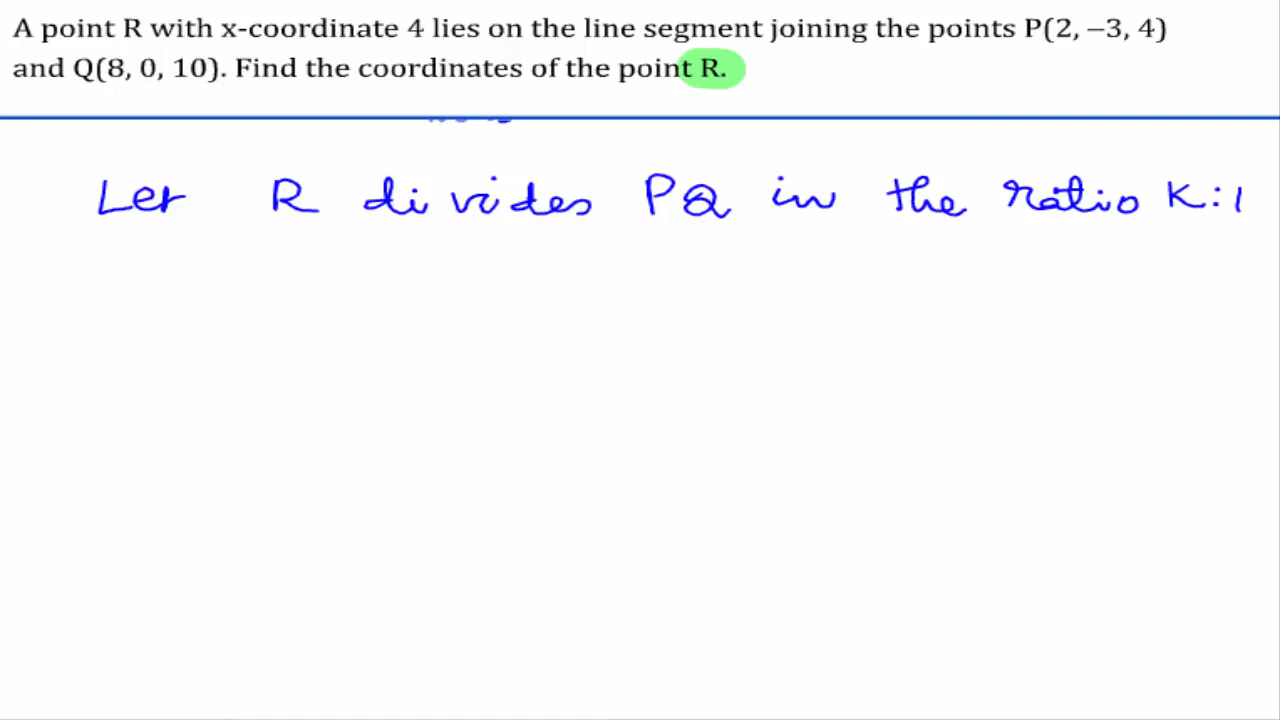 A point R with x-coordinate 4 lies on the line segment joining the points P(2, −3, 4)
and Q(8, 0, 10). Find the coordinates of the point R.
Let R divides PQ in the ratio K:1